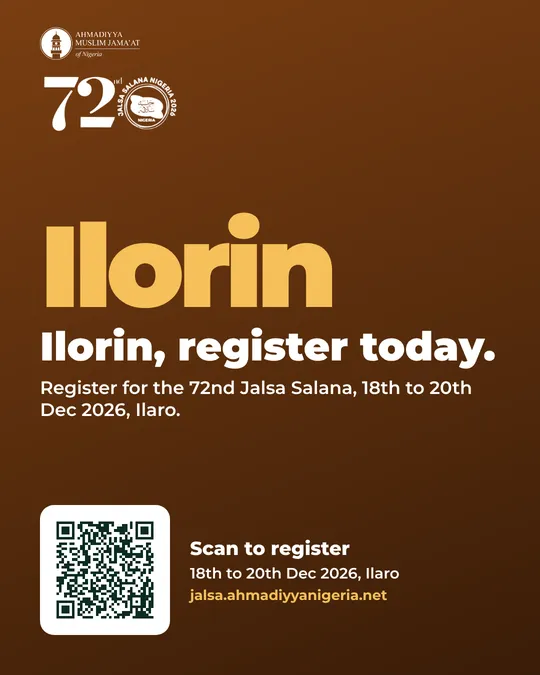 AHMADIYYA
MUSLIM JAMA'AT
of Nigeria
72nd
JALSA SALANA NIGERIA 2026
NIGERIA
Ilorin
Ilorin, register today.
Register for the 72nd Jalsa Salana, 18th to 20th
Dec 2026, Ilaro.
Scan to register
18th to 20th Dec 2026, Ilaro
jalsa.ahmadiyyanigeria.net